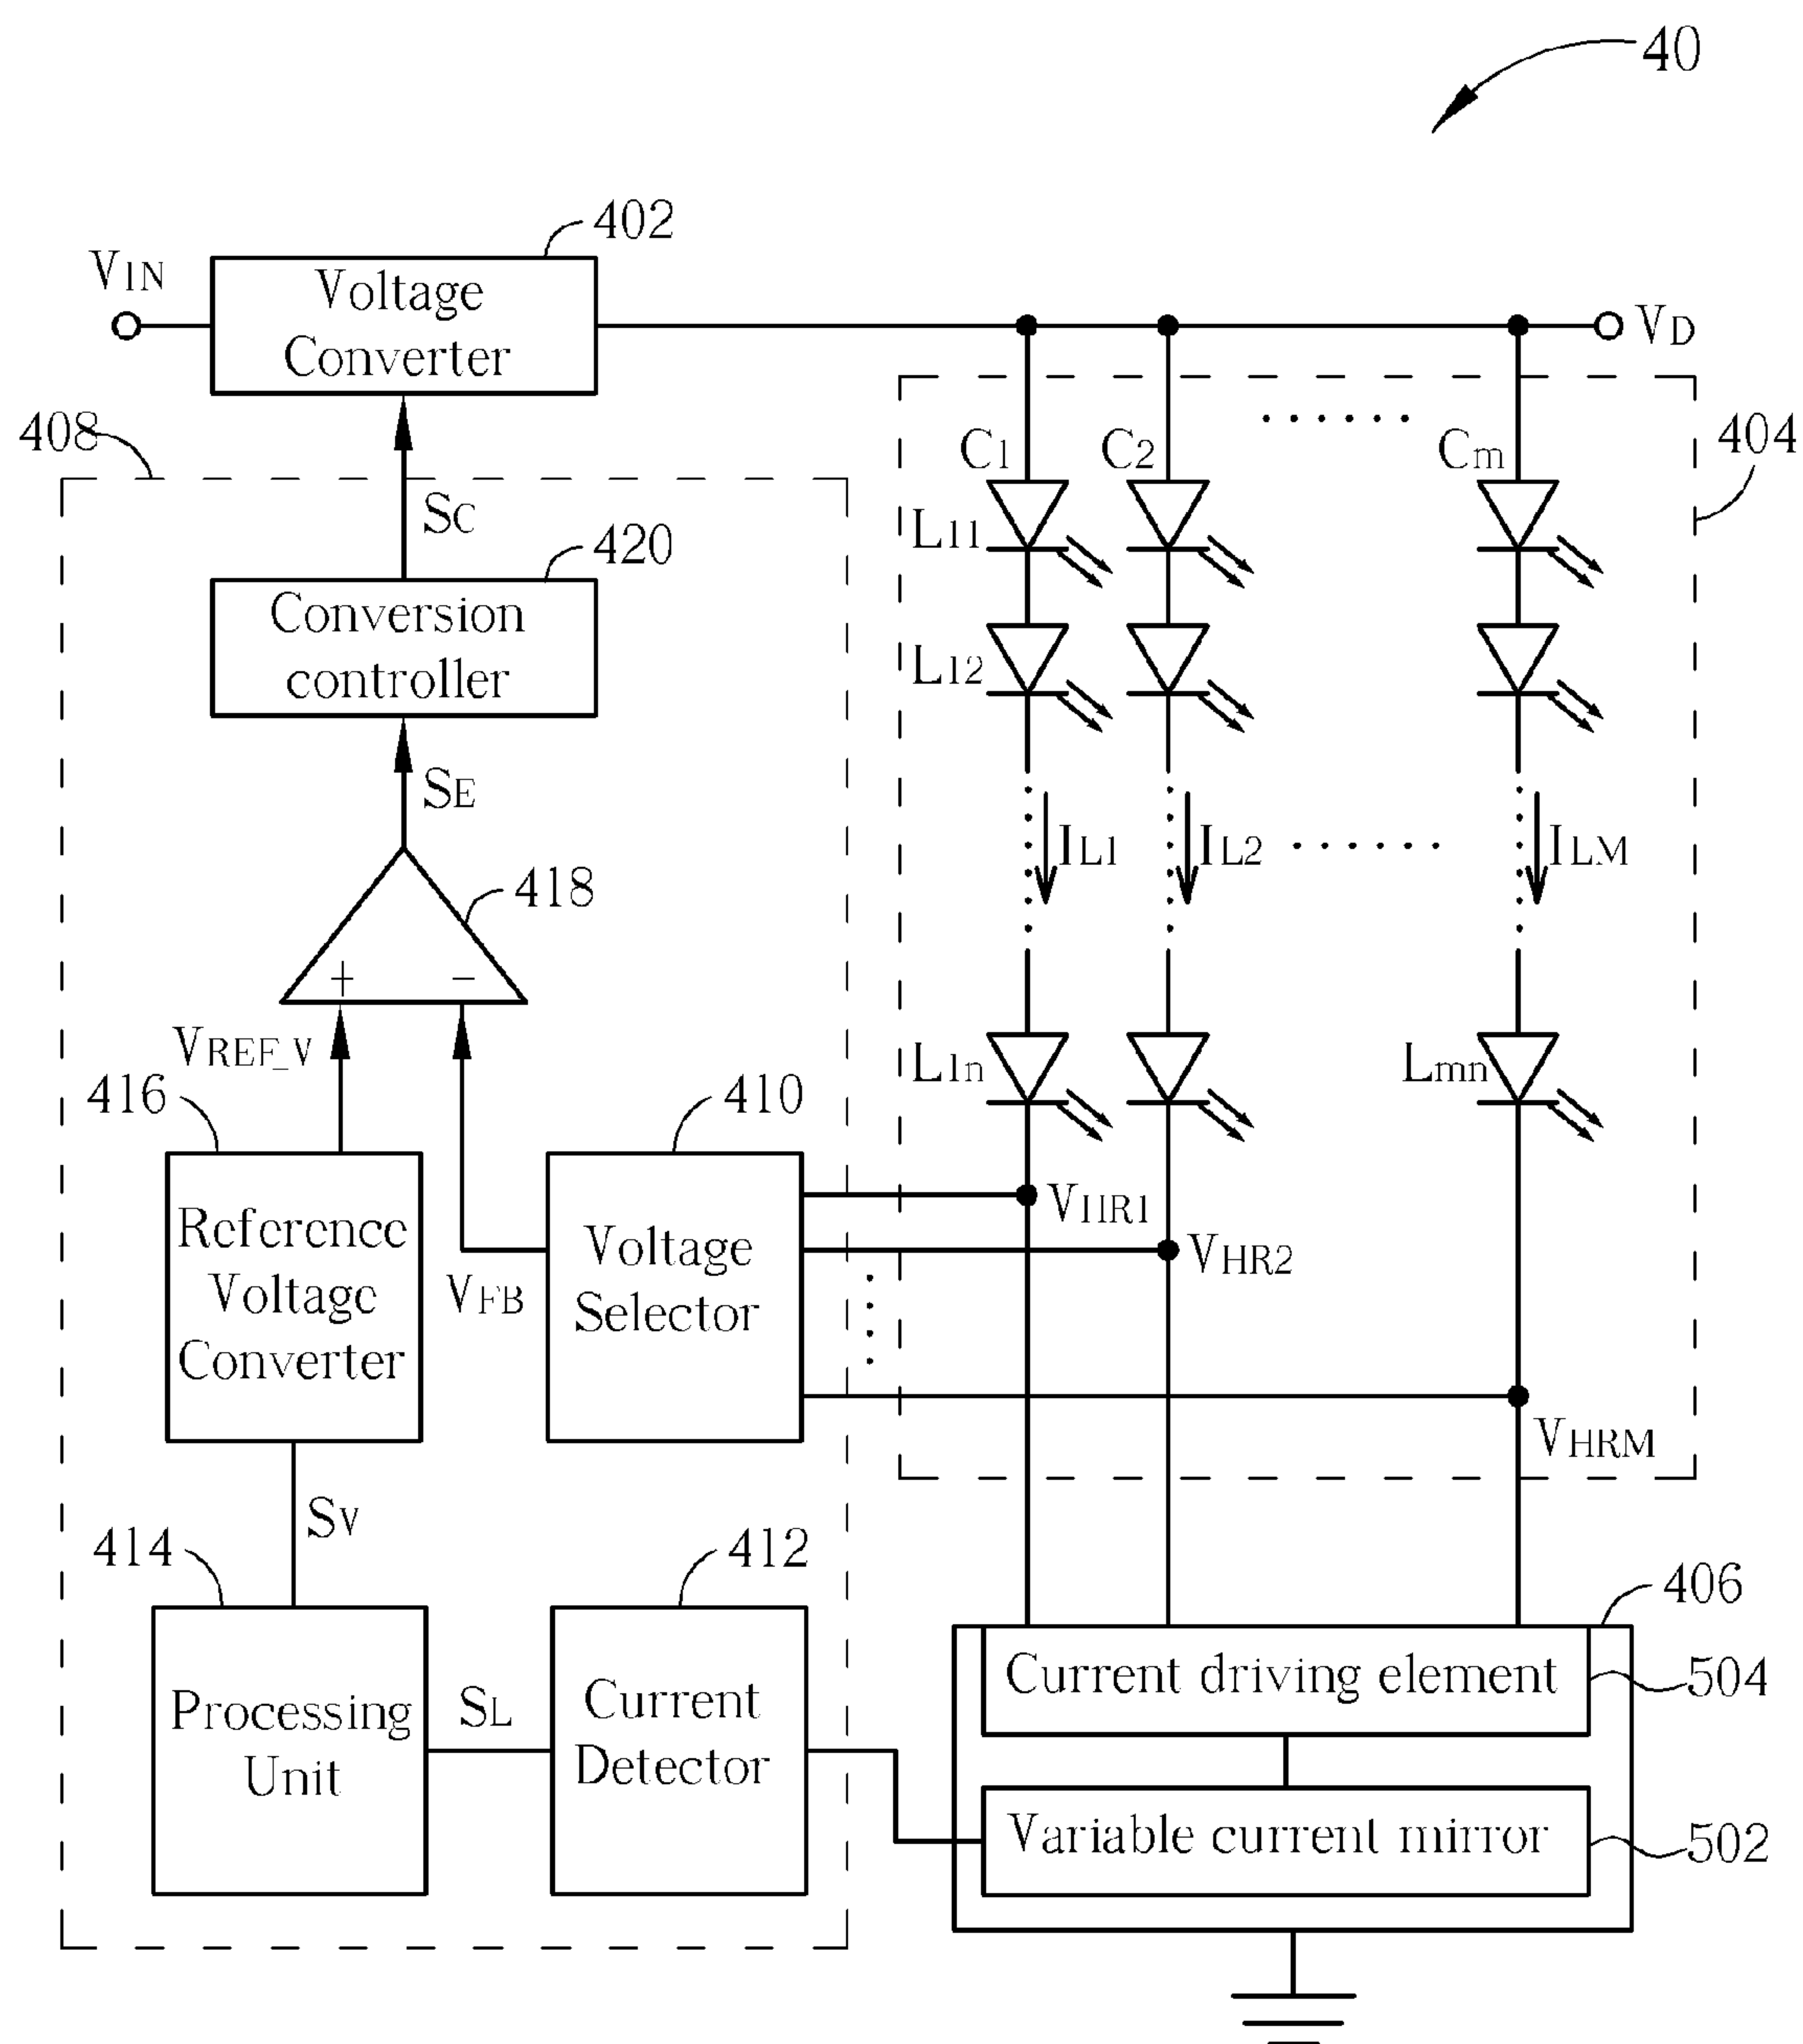 40
402
VIN
Voltage
Converter
VD
408
404
C1
C2
Cm
SC
420
L11
Conversion
controller
L12
SE
IL1
IL2
ILM
418
+
-
VREF_V
416
410
L1n
Lmn
Reference
Voltage
Converter
VFB
Voltage
Selector
VHR1
VHR2
VHRM
SV
414
412
406
Processing
Unit
SL
Current
Detector
Current driving element
504
Variable current mirror
502